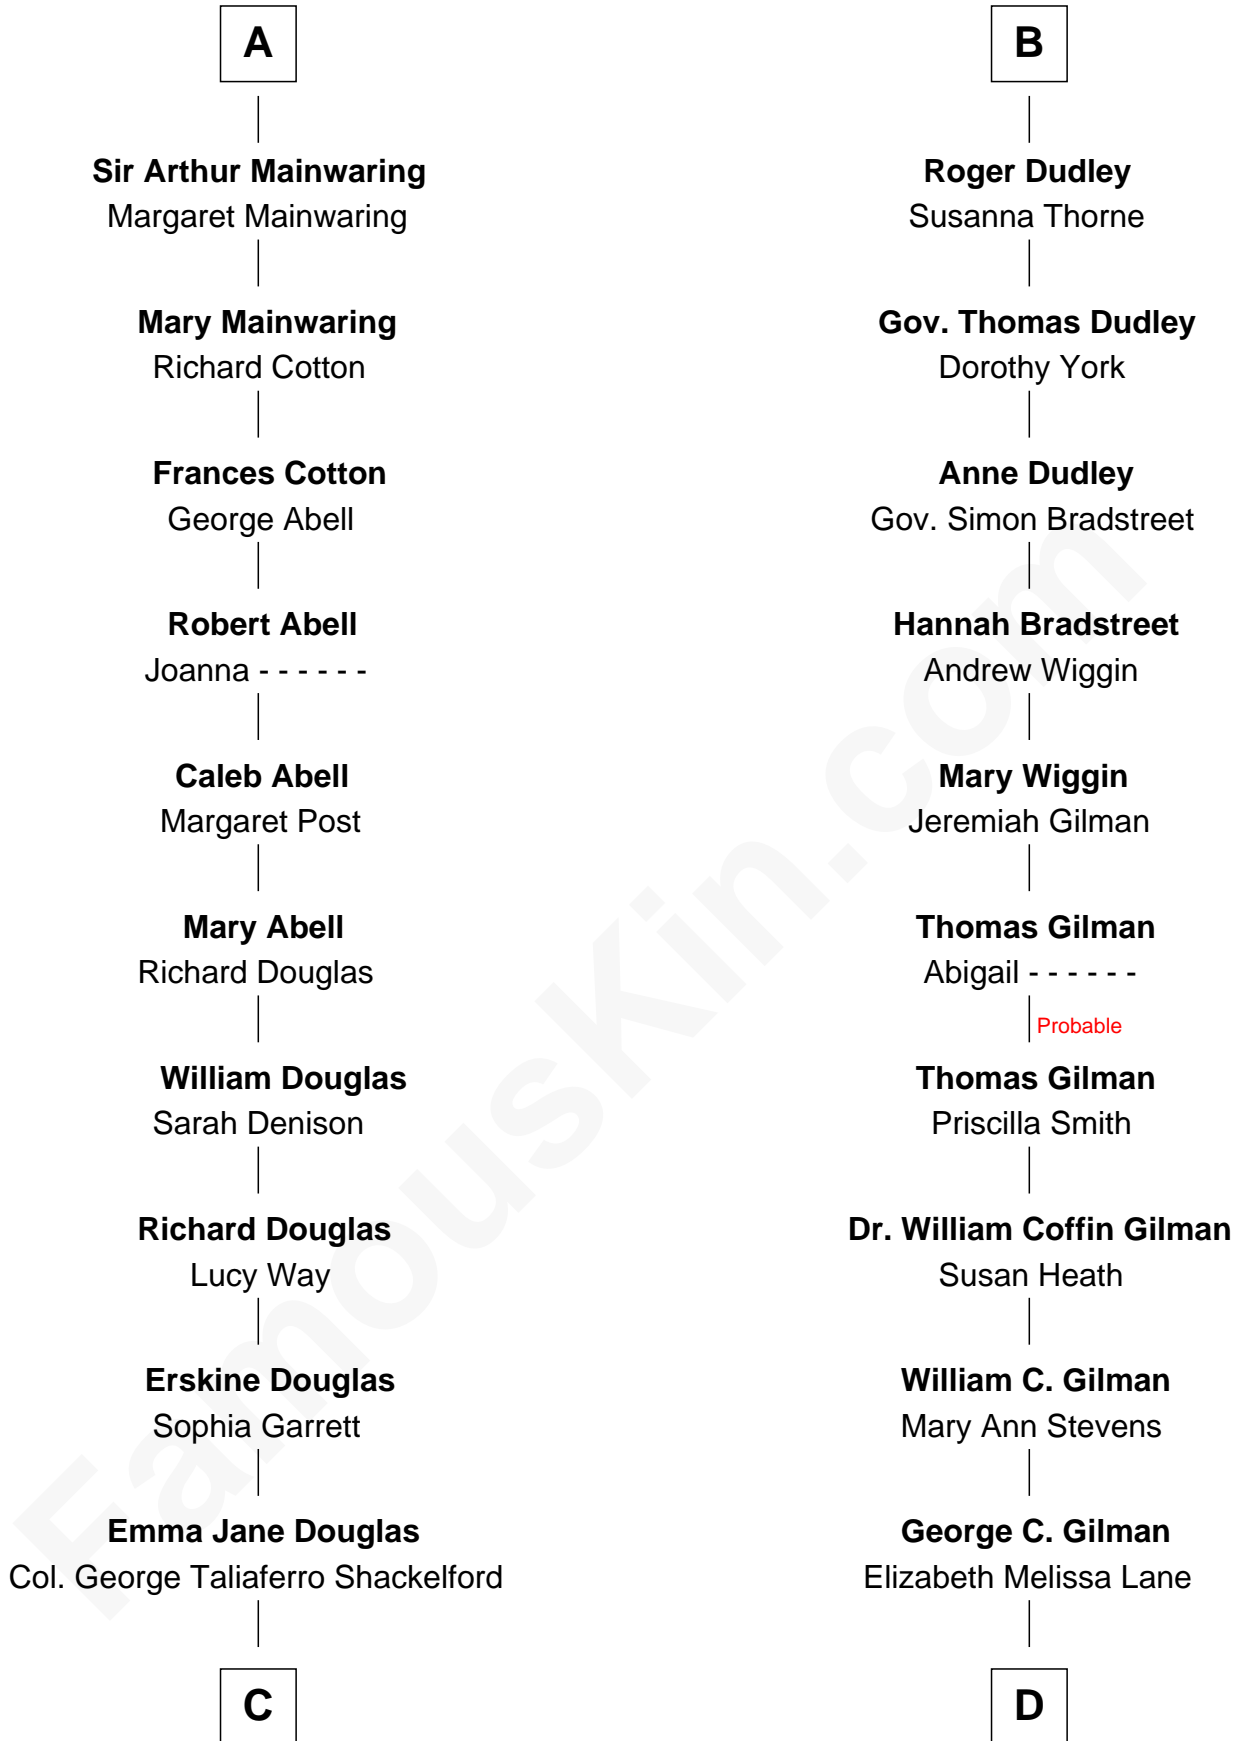 A
Sir Arthur Mainwaring
Margaret Mainwaring
Mary Mainwaring
Richard Cotton
Frances Cotton
George Abell
Robert Abell
Joanna - - - - - -
Caleb Abell
Margaret Post
Mary Abell
Richard Douglas
William Douglas
Sarah Denison
Richard Douglas
Lucy Way
Erskine Douglas
Sophia Garrett
Emma Jane Douglas
Col. George Taliaferro Shackelford
C
B
Roger Dudley
Susanna Thorne
Gov. Thomas Dudley
Dorothy York
Anne Dudley
Gov. Simon Bradstreet
Hannah Bradstreet
Andrew Wiggin
Mary Wiggin
Jeremiah Gilman
Thomas Gilman
Abigail - - - - - -
Probable
Thomas Gilman
Priscilla Smith
Dr. William Coffin Gilman
Susan Heath
William C. Gilman
Mary Ann Stevens
George C. Gilman
Elizabeth Melissa Lane
D
FamousKin.com